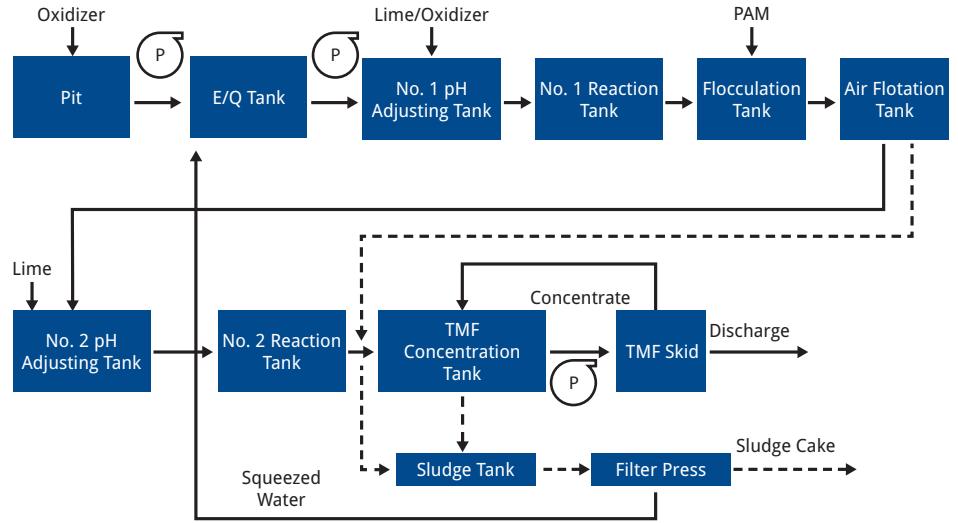 Oxidizer
Lime/Oxidizer
PAM
P
P
Pit
E/Q Tank
No. 1 pH
Adjusting Tank
No. 1 Reaction
Tank
Flocculation
Tank
Air Flotation
Tank
Lime
Concentrate
No. 2 pH
Adjusting Tank
No. 2 Reaction
Tank
TMF
Concentration
Tank
P
TMF Skid
Discharge
Sludge Tank
Filter Press
Sludge Cake
Squeezed
Water